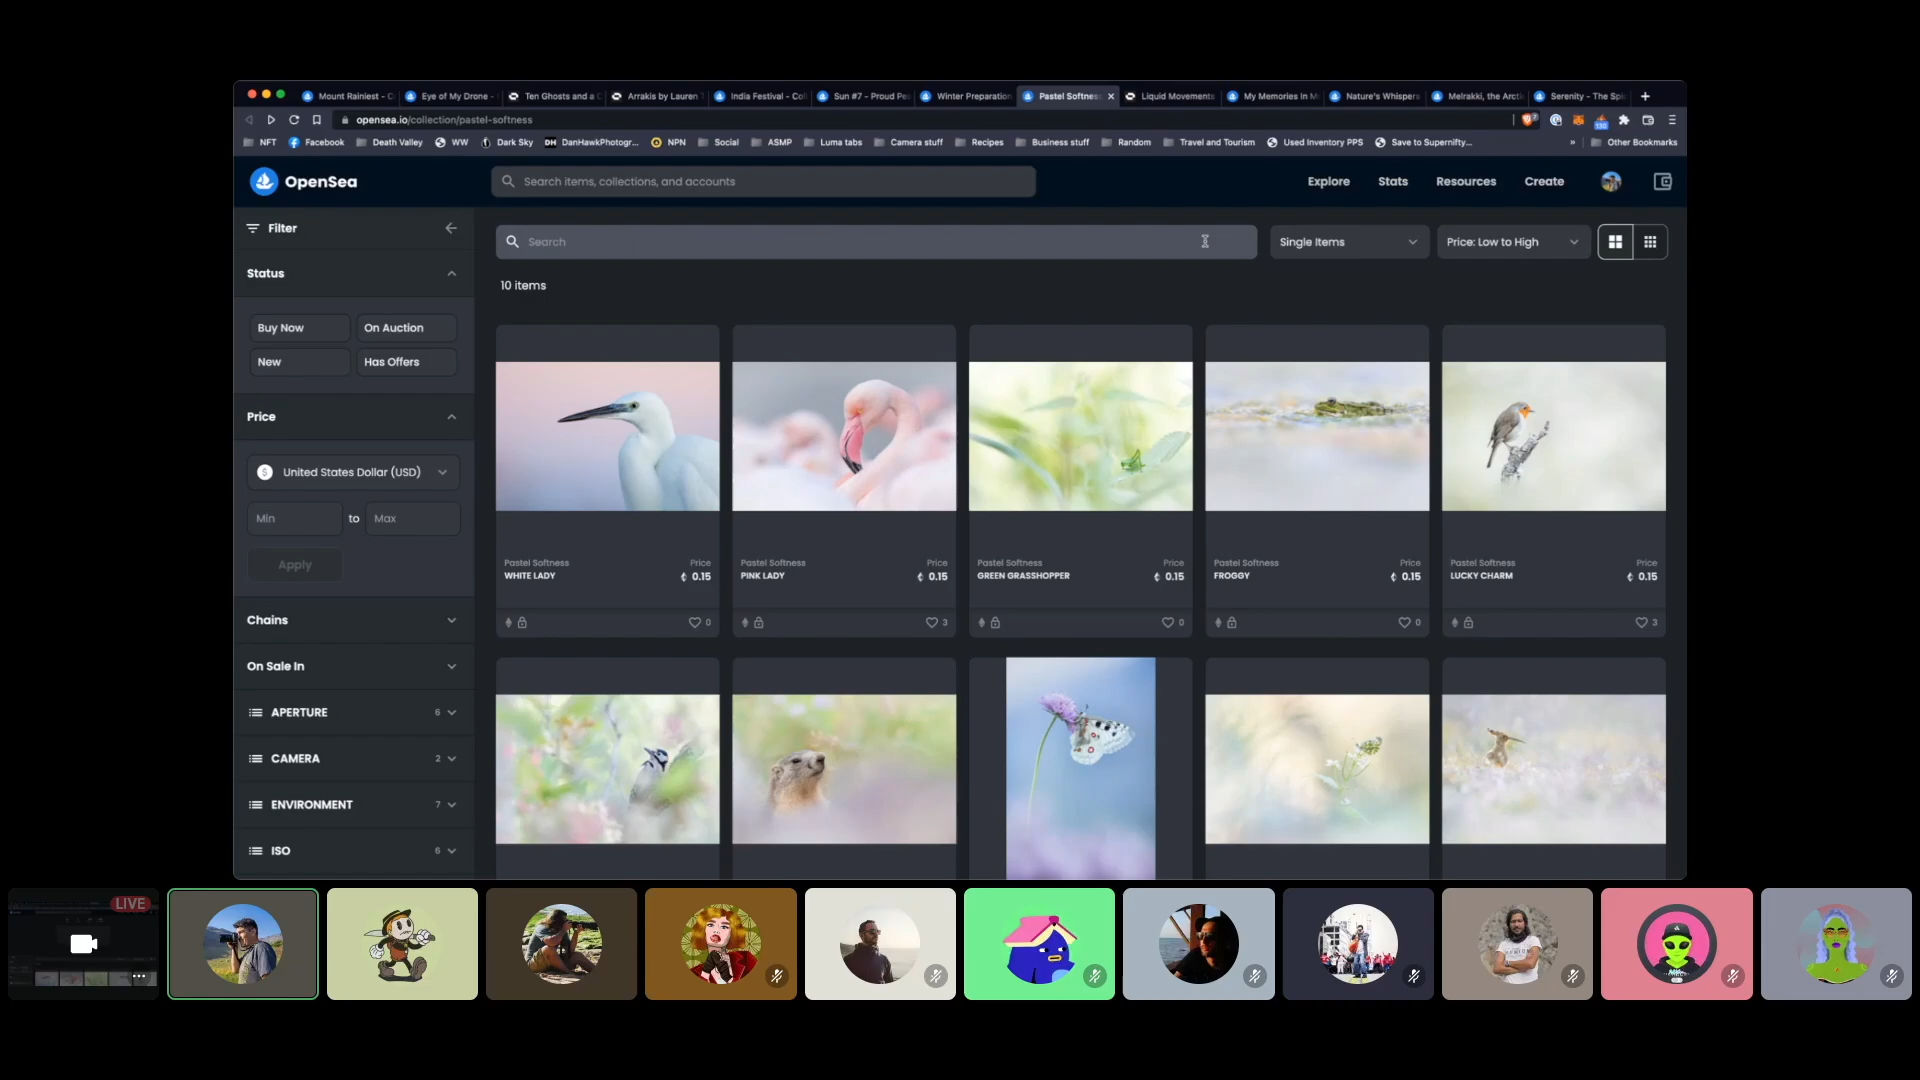 Mount Rainiest - C
Eye of My Drone -
Ten Ghosts and a C
Arrakis by Lauren T
India Festival - Col
Sun #7 - Proud Pe
Winter Preparation
Pastel Softness
Liquid Movements
My Memories In M
Nature's Whispers
Melrakki, the Arcti
Serenity - The Spi
opensea.io/collection/pastel-softness
NFT
Facebook
Death Valley
WW
Dark Sky
DH DanHawkPhotogr...
NPN
Social
ASMP
Luma tabs
Camera stuff
Recipes
Business stuff
Random
Travel and Tourism
Used Inventory PPS
Save to Supernifty...
»
Other Bookmarks
OpenSea
Search items, collections, and accounts
Explore
Stats
Resources
Create
Filter
Search
Single Items
Price: Low to High
Status
10 items
Buy Now
On Auction
New
Has Offers
Price
United States Dollar (USD)
Min
to
Max
Apply
Chains
On Sale In
APERTURE 6
CAMERA 2
ENVIRONMENT 7
ISO 6
Pastel Softness Price
WHITE LADY 0.15
0
Pastel Softness Price
PINK LADY 0.15
3
Pastel Softness Price
GREEN GRASSHOPPER 0.15
0
Pastel Softness Price
FROGGY 0.15
0
Pastel Softness Price
LUCKY CHARM 0.15
3
LIVE